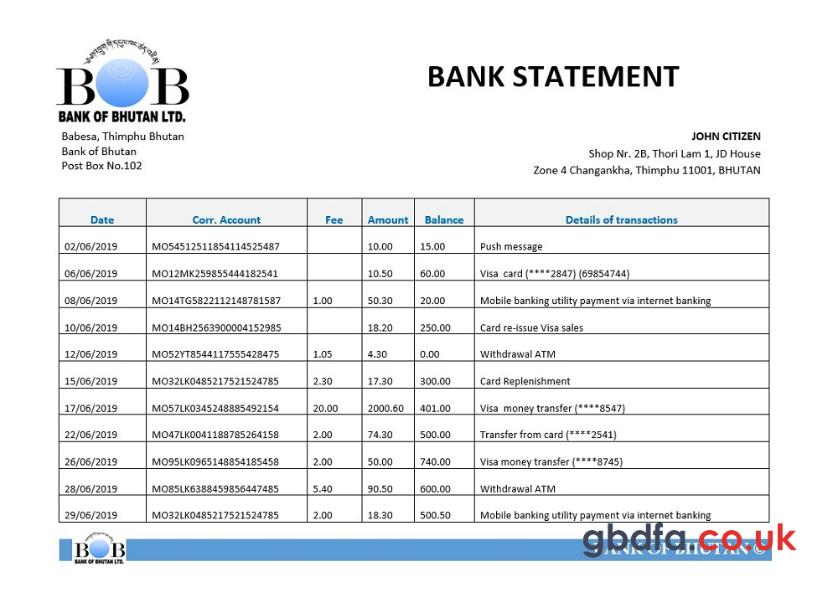 BOB
BANK OF BHUTAN LTD.
BANK STATEMENT
Babesa, Thimphu Bhutan
Bank of Bhutan
Post Box No.102
JOHN CITIZEN
Shop Nr. 2B, Thori Lam 1, JD House
Zone 4 Changankha, Thimphu 11001, BHUTAN
Date Corr. Account Fee Amount Balance Details of transactions
02/06/2019 MO54512511854114525487 10.00 15.00 Push message
06/06/2019 MO12MK259855444182541 10.50 60.00 Visa card (****2847) (69854744)
08/06/2019 MO14TG5822112148781587 1.00 50.30 20.00 Mobile banking utility payment via internet banking
10/06/2019 MO14BH2563900004152985 18.20 250.00 Card re-issue Visa sales
12/06/2019 MO52YT8544117555428475 1.05 4.30 0.00 Withdrawal ATM
15/06/2019 MO32LK0485217521524785 2.30 17.30 300.00 Card Replenishment
17/06/2019 MO57LK0345248885492154 20.00 2000.60 401.00 Visa money transfer (****8547)
22/06/2019 MO47LK0041188785264158 2.00 74.30 500.00 Transfer from card (****2541)
26/06/2019 MO95LK0965148854185458 2.00 50.00 740.00 Visa money transfer (****8745)
28/06/2019 MO85LK6388459856447485 5.40 90.50 600.00 Withdrawal ATM
29/06/2019 MO32LK0485217521524785 2.00 18.30 500.50 Mobile banking utility payment via internet banking
BOB
BANK OF BHUTAN LTD.
BANK OF BHUTAN ©
gbdfa.co.uk